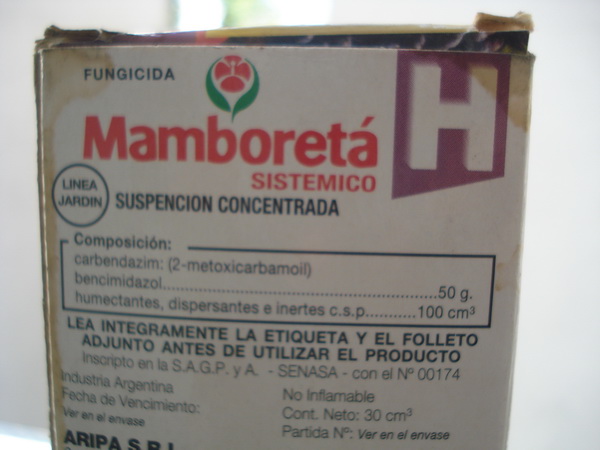 FUNGICIDA
Mamboretá
H
SISTEMICO
LINEA
JARDIN
SUSPENCION CONCENTRADA
Composición:
carbendazim: (2-metoxicarbamoil)
bencimidazol..................................................50 g.
humectantes, dispersantes e inertes c.s.p...........100 cm³
LEA INTEGRAMENTE LA ETIQUETA Y EL FOLLETO
ADJUNTO ANTES DE UTILIZAR EL PRODUCTO
Inscripto en la S.A.G.P. y A. - SENASA - con el Nº 00174
Industria Argentina
No Inflamable
Fecha de Vencimiento:
Cont. Neto: 30 cm³
Ver en el envase
Partida Nº: Ver en el envase
ARIPA S.R.L.